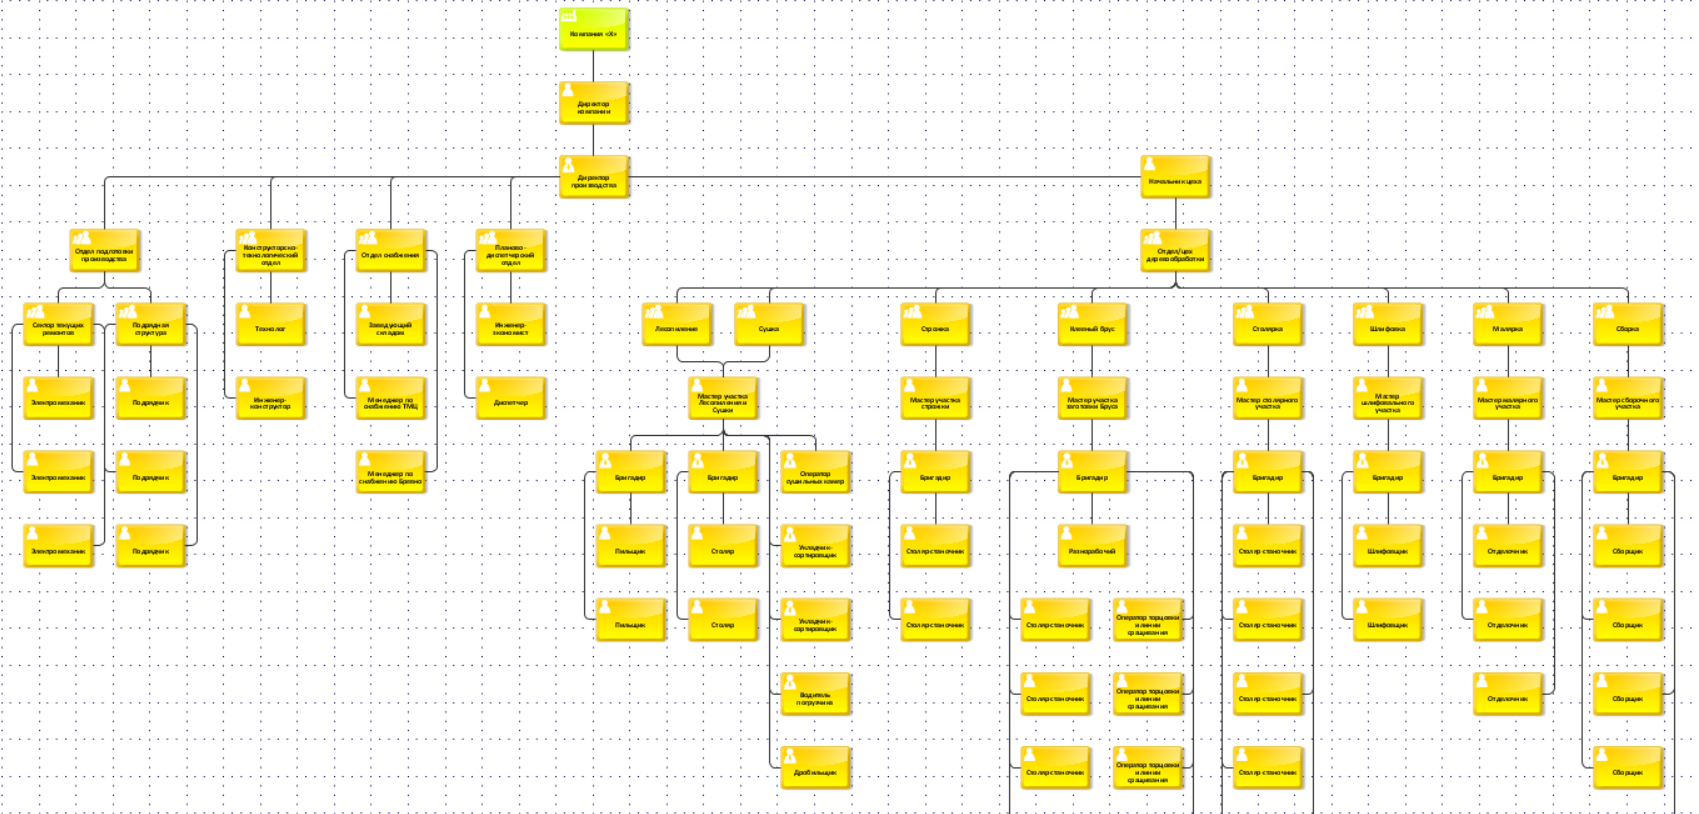 Компания «X»
Директор
компании
Директор
производства
Начальник цеха
Отдел подготовки
производства
Конструкторско-
технологический
отдел
Отдел снабжения
Планово-
диспетчерский
отдел
Отдел/цех
деревообработки
Сектор текущих
ремонтов
Подрядная
структура
Технолог
Заведующий
складом
Инженер-
экономист
Лесопиление
Сушка
Строжка
Клееный брус
Столярка
Шлифовка
Малярка
Сборка
Электромеханик
Подрядчик
Инженер-
конструктор
Менеджер по
снабжению ТМЦ
Диспетчер
Мастер участка
Лесопиления и
Сушки
Мастер участка
строжки
Мастер участка
заготовки Бруса
Мастер столярного
участка
Мастер
шлифовального
участка
Мастер малярного
участка
Мастер сборочного
участка
Электромеханик
Подрядчик
Менеджер по
снабжению Бревно
Бригадир
Бригадир
Оператор
сушильных камер
Бригадир
Бригадир
Бригадир
Бригадир
Бригадир
Бригадир
Электромеханик
Подрядчик
Пильщик
Столяр
Укладчик-
сортировщик
Столяр-станочник
Разнорабочий
Столяр-станочник
Шлифовщик
Отделочник
Сборщик
Пильщик
Столяр
Укладчик-
сортировщик
Столяр-станочник
Столяр-станочник
Оператор торцовки
и линии
сращивания
Столяр-станочник
Шлифовщик
Отделочник
Сборщик
Водитель
погрузчика
Столяр-станочник
Оператор торцовки
и линии
сращивания
Столяр-станочник
Отделочник
Сборщик
Дробильщик
Столяр-станочник
Оператор торцовки
и линии
сращивания
Столяр-станочник
Сборщик